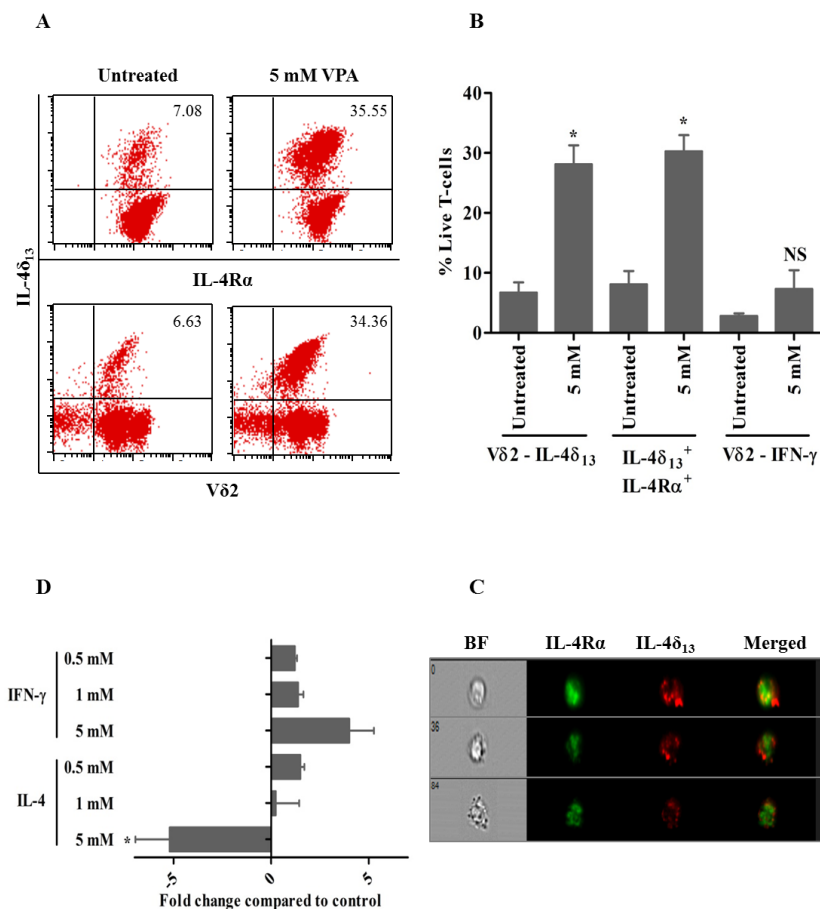 A
Untreated
5 mM VPA
7.08
35.55
IL-4δ₁₃
IL-4Rα
6.63
34.36
Vδ2
B
% Live T-cells
40
30
20
10
0
*
*
NS
Untreated
5 mM
Untreated
5 mM
Untreated
5 mM
Vδ2 - IL-4δ₁₃
IL-4δ₁₃⁺
IL-4Rα⁺
Vδ2 - IFN-γ
D
IFN-γ
0.5 mM
1 mM
5 mM
IL-4
0.5 mM
1 mM
5 mM
*
-5
0
5
Fold change compared to control
C
BF
IL-4Rα
IL-4δ₁₃
Merged
0
36
84